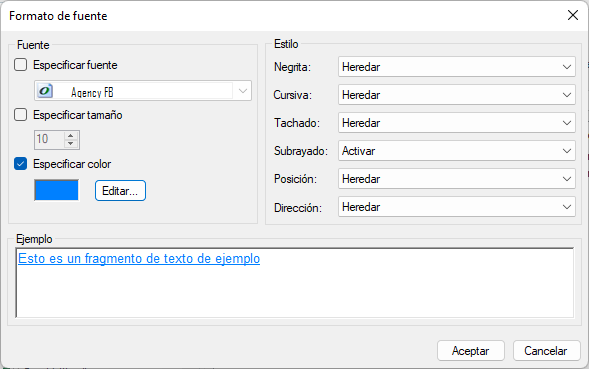 Formato de fuente
Fuente
Especificar fuente
Agency FB
Especificar tamaño
10
Especificar color
Editar...
Estilo
Negrita: Heredar
Cursiva: Heredar
Tachado: Heredar
Subrayado: Activar
Posición: Heredar
Dirección: Heredar
Ejemplo
Esto es un fragmento de texto de ejemplo
Aceptar Cancelar